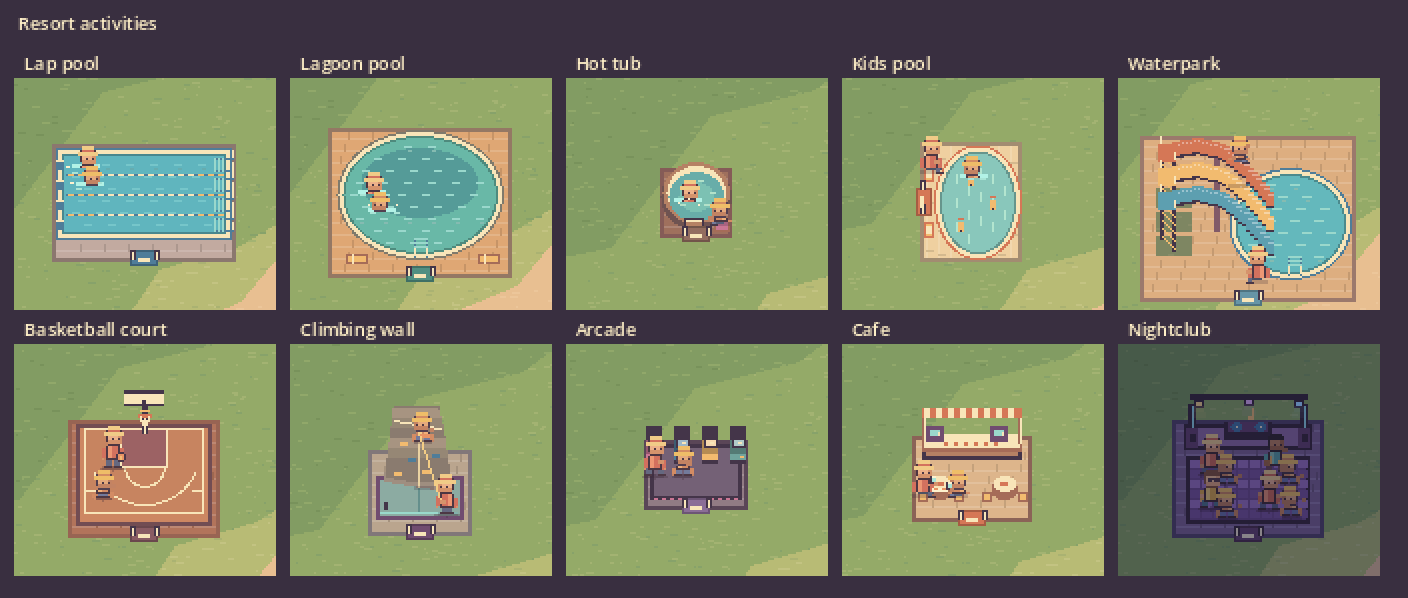 Resort activities
Lap pool
Lagoon pool
Hot tub
Kids pool
Waterpark
Basketball court
Climbing wall
Arcade
Cafe
Nightclub